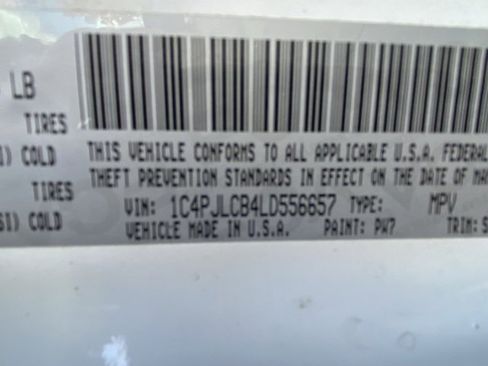 LB
TIRES
I) COLD
TIRES
SI) COLD
THIS VEHICLE CONFORMS TO ALL APPLICABLE U.S.A. FEDERAL
THEFT PREVENTION STANDARDS IN EFFECT ON THE DATE OF MA
VIN: 1C4PJLCB4LD556657 TYPE: MPV
VEHICLE MADE IN U.S.A. PAINT: PW7 TRIM: S